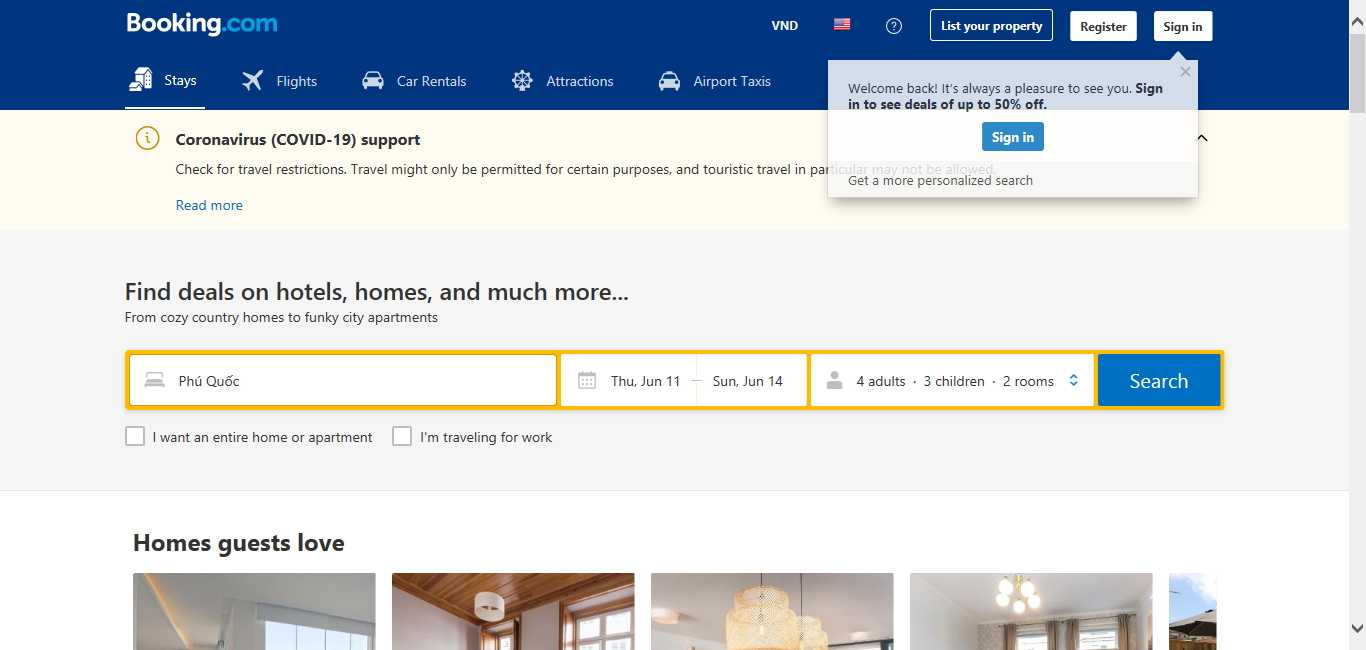 Booking.com
VND
List your property
Register
Sign in
Stays
Flights
Car Rentals
Attractions
Airport Taxis
Welcome back! It's always a pleasure to see you. Sign
in to see deals of up to 50% off.
Sign in
Get a more personalized search
Coronavirus (COVID-19) support
Check for travel restrictions. Travel might only be permitted for certain purposes, and touristic travel in particular may not be allowed.
Read more
Find deals on hotels, homes, and much more...
From cozy country homes to funky city apartments
Phú Quốc
Thu, Jun 11 — Sun, Jun 14
4 adults · 3 children · 2 rooms
Search
I want an entire home or apartment
I'm traveling for work
Homes guests love